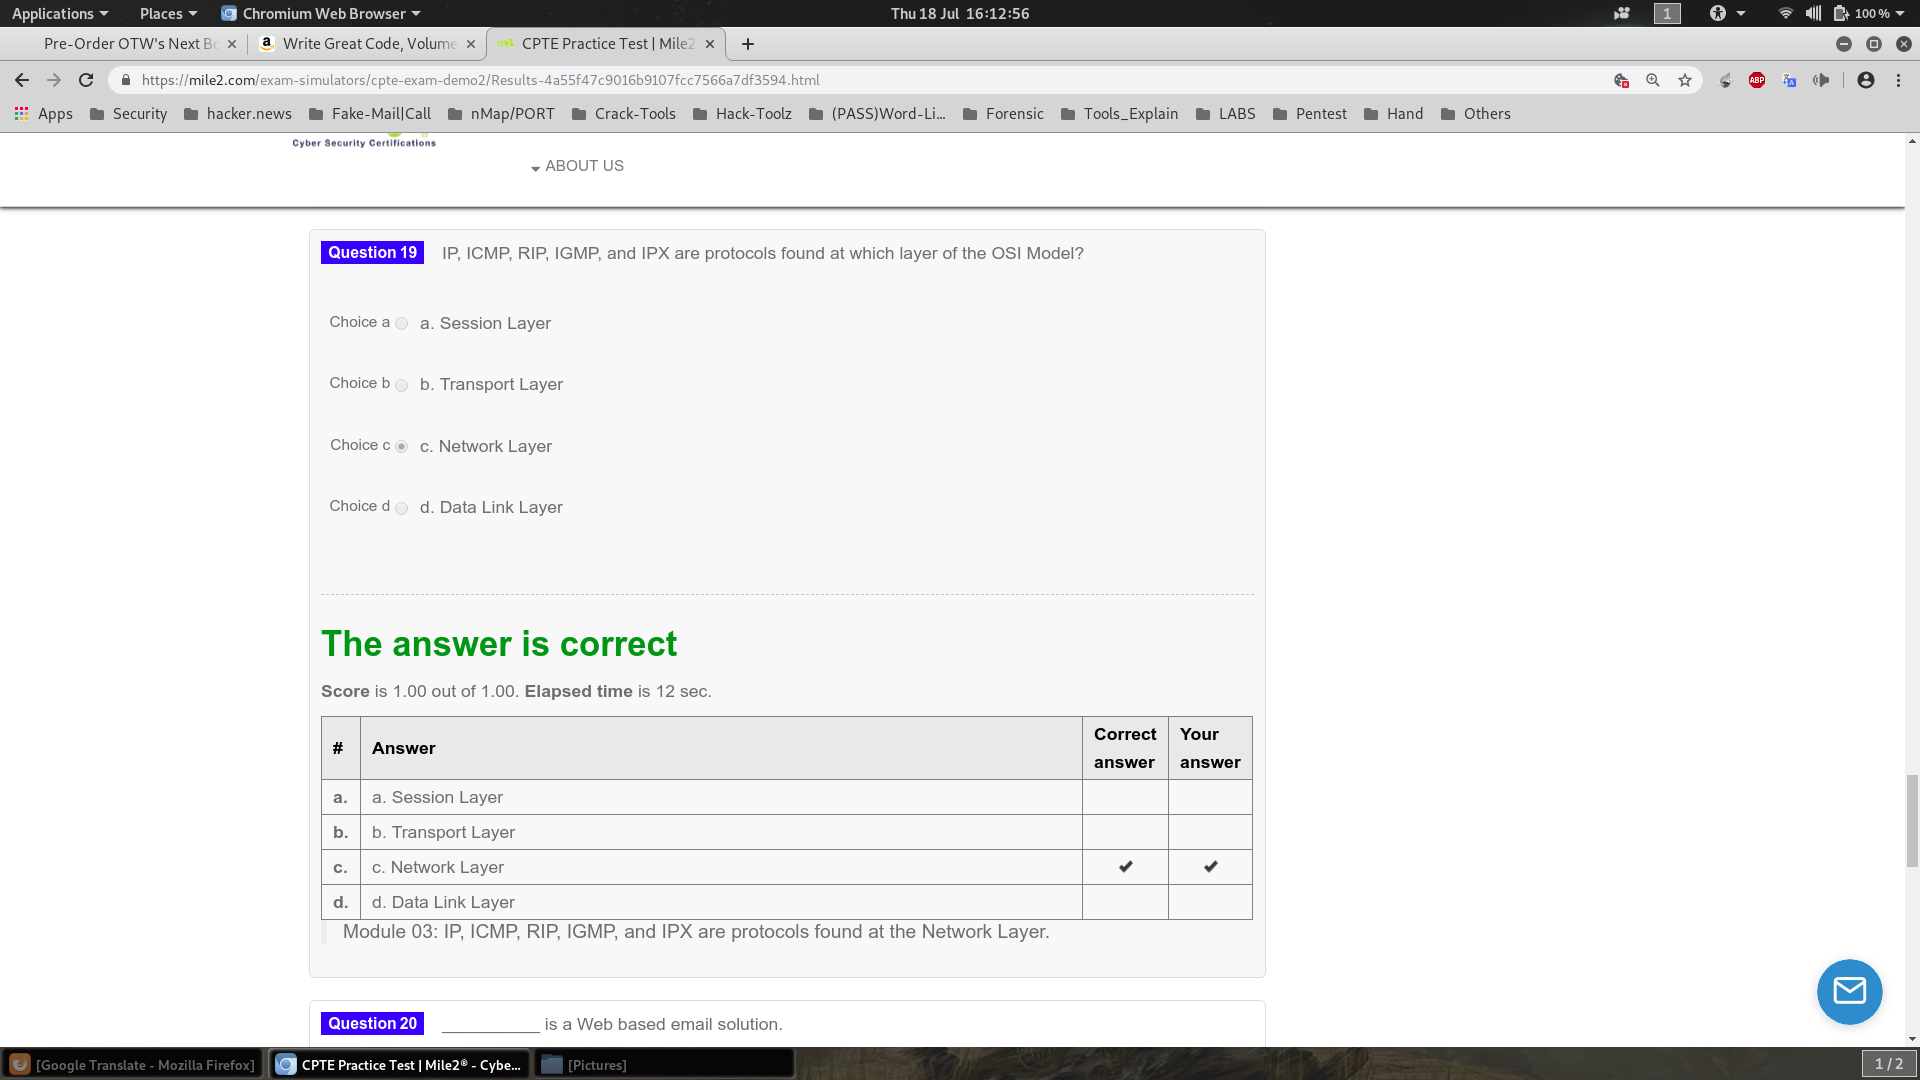 Applications Places Chromium Web Browser Thu 18 Jul 16:12:56 1 100 %
Pre-Order OTW's Next Bo Write Great Code, Volume CPTE Practice Test | Mile2
https://mile2.com/exam-simulators/cpte-exam-demo2/Results-4a55f47c9016b9107fcc7566a7df3594.html ABP
Apps Security hacker.news Fake-Mail|Call nMap/PORT Crack-Tools Hack-Toolz (PASS)Word-Li... Forensic Tools_Explain LABS Pentest Hand Others
Cyber Security Certifications
ABOUT US
Question 19 IP, ICMP, RIP, IGMP, and IPX are protocols found at which layer of the OSI Model?
Choice a a. Session Layer
Choice b b. Transport Layer
Choice c c. Network Layer
Choice d d. Data Link Layer
The answer is correct
Score is 1.00 out of 1.00. Elapsed time is 12 sec.
# Answer Correct answer Your answer
a. a. Session Layer
b. b. Transport Layer
c. c. Network Layer ✔ ✔
d. d. Data Link Layer
Module 03: IP, ICMP, RIP, IGMP, and IPX are protocols found at the Network Layer.
Question 20 __________ is a Web based email solution.
[Google Translate - Mozilla Firefox] CPTE Practice Test | Mile2® - Cybe... [Pictures] 1 / 2